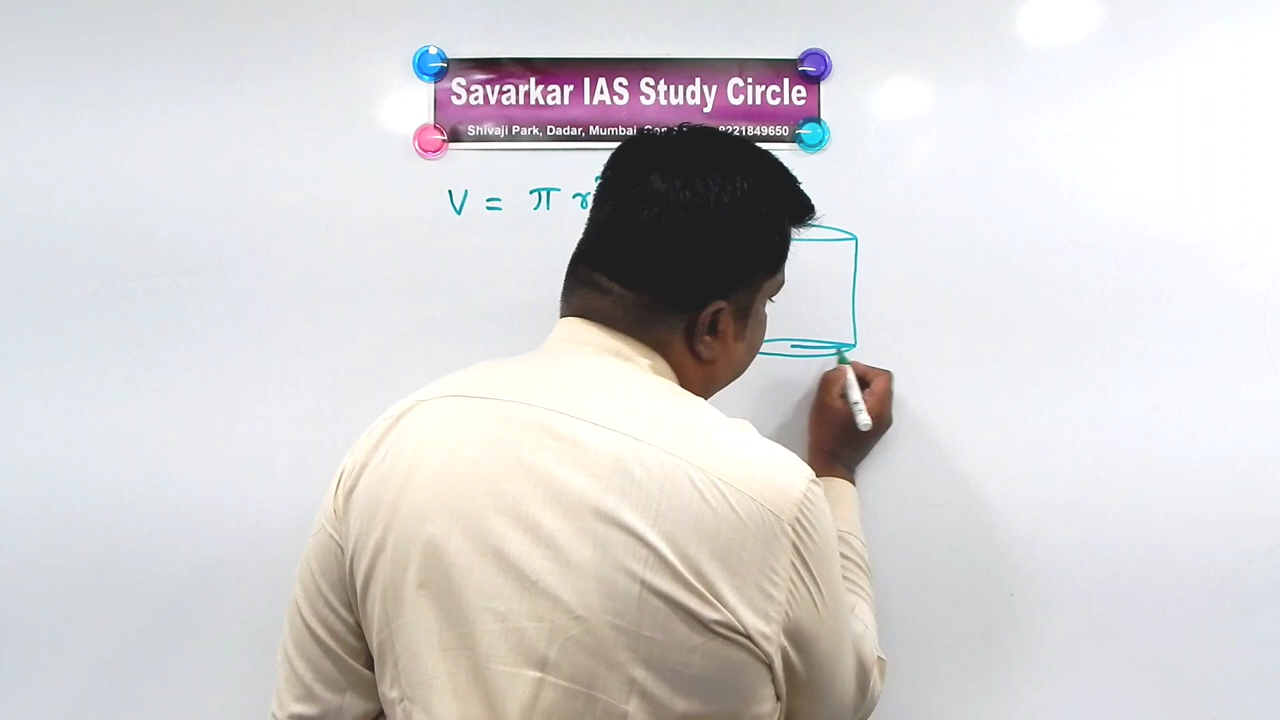 Savarkar IAS Study Circle
Shivaji Park, Dadar, Mumbai, 9221849650
V = π r